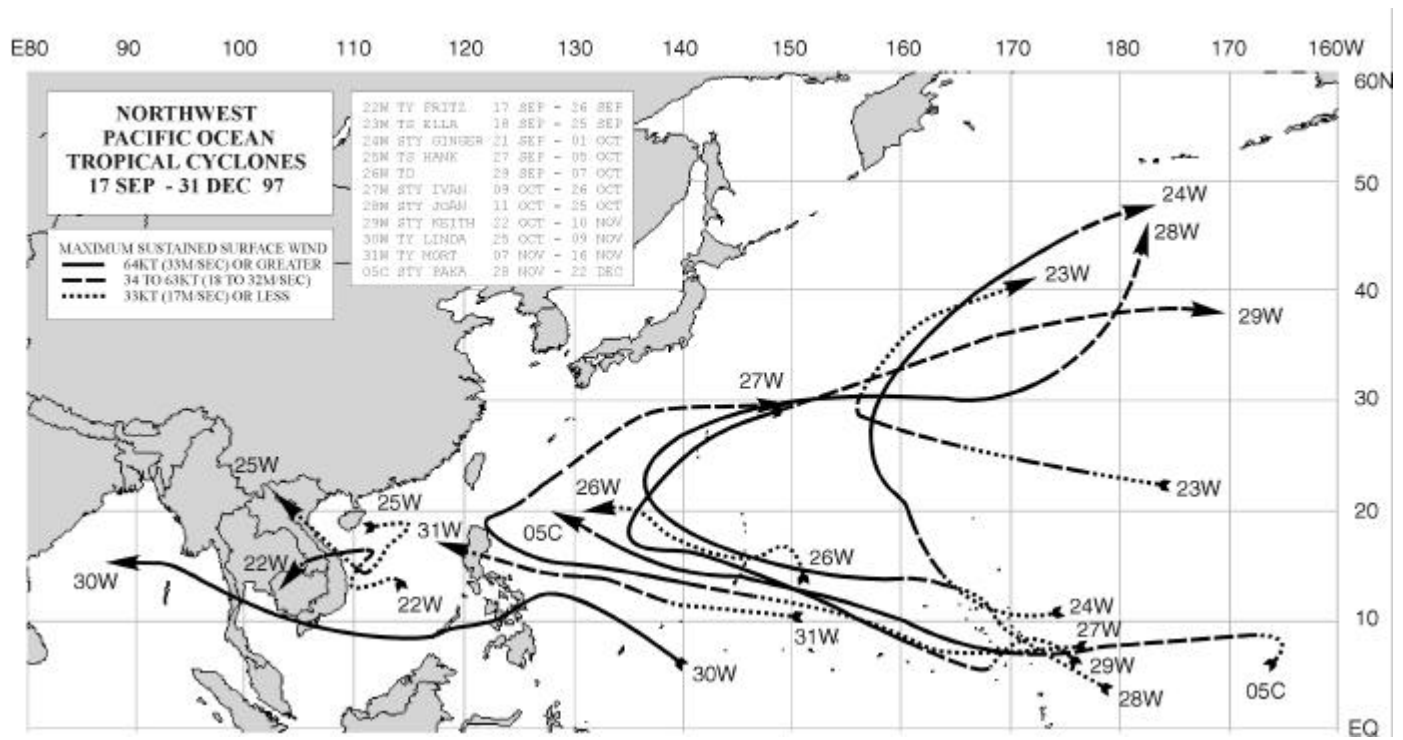 E80 90 100 110 120 130 140 150 160 170 180 170 160W
60N
50
40
30
20
10
EQ
NORTHWEST
PACIFIC OCEAN
TROPICAL CYCLONES
17 SEP - 31 DEC 97
22W TY FRITZ 17 SEP - 26 SEP
23W TS ELLA 18 SEP - 25 SEP
24W STY GINGER 21 SEP - 01 OCT
25W TS HANK 27 SEP - 05 OCT
26W TD 29 SEP - 07 OCT
27W STY IVAN 09 OCT - 26 OCT
28W STY JOAN 11 OCT - 25 OCT
29W STY KEITH 22 OCT - 10 NOV
30W TY LINDA 25 OCT - 09 NOV
31W TY MORT 07 NOV - 16 NOV
05C STY PAKA 28 NOV - 22 DEC
MAXIMUM SUSTAINED SURFACE WIND
64KT (33M/SEC) OR GREATER
34 TO 63KT (18 TO 32M/SEC)
33KT (17M/SEC) OR LESS
24W
28W
23W
29W
27W
25W
26W
23W
25W
31W
05C
22W
26W
30W
22W
24W
27W
31W
29W
30W
28W
05C